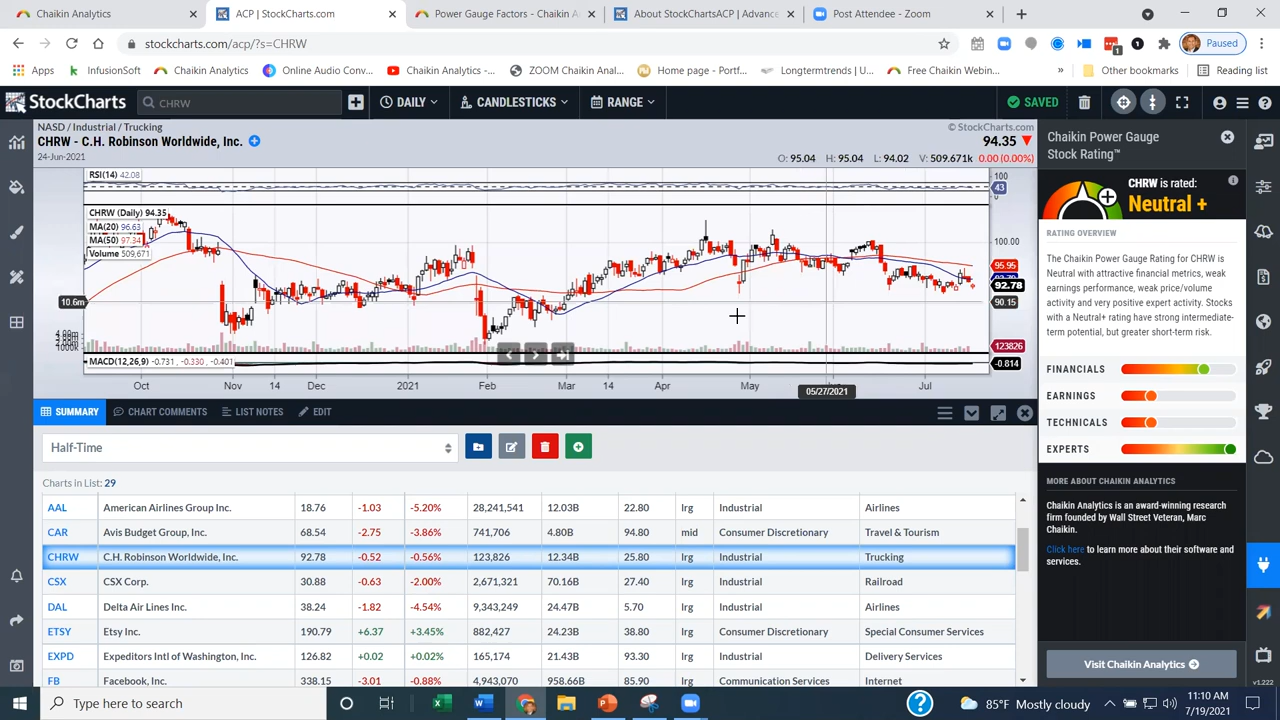 Chaikin Analytics
ACP | StockCharts.com
Power Gauge Factors - Chaikin A
About StockChartsACP | Advance
Post Attendee - Zoom
stockcharts.com/acp/?s=CHRW
Paused
Apps
InfusionSoft
Chaikin Analytics
Online Audio Conv...
Chaikin Analytics -...
ZOOM Chaikin Anal...
Home page - Portf...
Longtermtrends | U...
Free Chaikin Webin...
»
Other bookmarks
Reading list
StockCharts
CHRW
DAILY
CANDLESTICKS
RANGE
SAVED
NASD / Industrial / Trucking
CHRW - C.H. Robinson Worldwide, Inc.
24-Jun-2021
© StockCharts.com
94.35
O: 95.04 H: 95.04 L: 94.02 V: 509.671k 0.00 (0.00%)
RSI(14) 42.08
100
43
0
CHRW (Daily) 94.35
MA(20) 96.63
MA(50) 97.34
Volume 509,671
100.00
95.95
92.78
90.15
10.6m
1000k
123826
MACD(12,26,9) -0.731, -0.330, -0.401
-0.814
Oct Nov 14 Dec 2021 Feb Mar 14 Apr May Jul
05/27/2021
SUMMARY
CHART COMMENTS
LIST NOTES
EDIT
Half-Time
Charts in List: 29
AAL American Airlines Group Inc. 18.76 -1.03 -5.20% 28,241,541 12.03B 22.80 lrg Industrial Airlines
CAR Avis Budget Group, Inc. 68.54 -2.75 -3.86% 741,706 4.80B 94.80 mid Consumer Discretionary Travel & Tourism
CHRW C.H. Robinson Worldwide, Inc. 92.78 -0.52 -0.56% 123,826 12.34B 25.80 lrg Industrial Trucking
CSX CSX Corp. 30.88 -0.63 -2.00% 2,671,321 70.16B 27.40 lrg Industrial Railroad
DAL Delta Air Lines Inc. 38.24 -1.82 -4.54% 9,343,249 24.47B 5.70 lrg Industrial Airlines
ETSY Etsy Inc. 190.79 +6.37 +3.45% 882,427 24.23B 38.80 lrg Consumer Discretionary Special Consumer Services
EXPD Expeditors Intl of Washington, Inc. 126.82 +0.02 +0.02% 165,174 21.43B 93.30 lrg Industrial Delivery Services
FB Facebook, Inc. 338.15 -3.01 -0.88% 4,943,070 958.66B 85.90 lrg Communication Services Internet
Chaikin Power Gauge
Stock Rating™
CHRW is rated:
Neutral +
RATING OVERVIEW
The Chaikin Power Gauge Rating for CHRW is
Neutral with attractive financial metrics, weak
earnings performance, weak price/volume
activity and very positive expert activity. Stocks
with a Neutral+ rating have strong intermediate-
term potential, but greater short-term risk.
FINANCIALS
EARNINGS
TECHNICALS
EXPERTS
MORE ABOUT CHAIKIN ANALYTICS
Chaikin Analytics is an award-winning research
firm founded by Wall Street Veteran, Marc
Chaikin.
Click here to learn more about their software and
services.
Visit Chaikin Analytics
v1.222
Type here to search
85°F Mostly cloudy
11:10 AM
7/19/2021